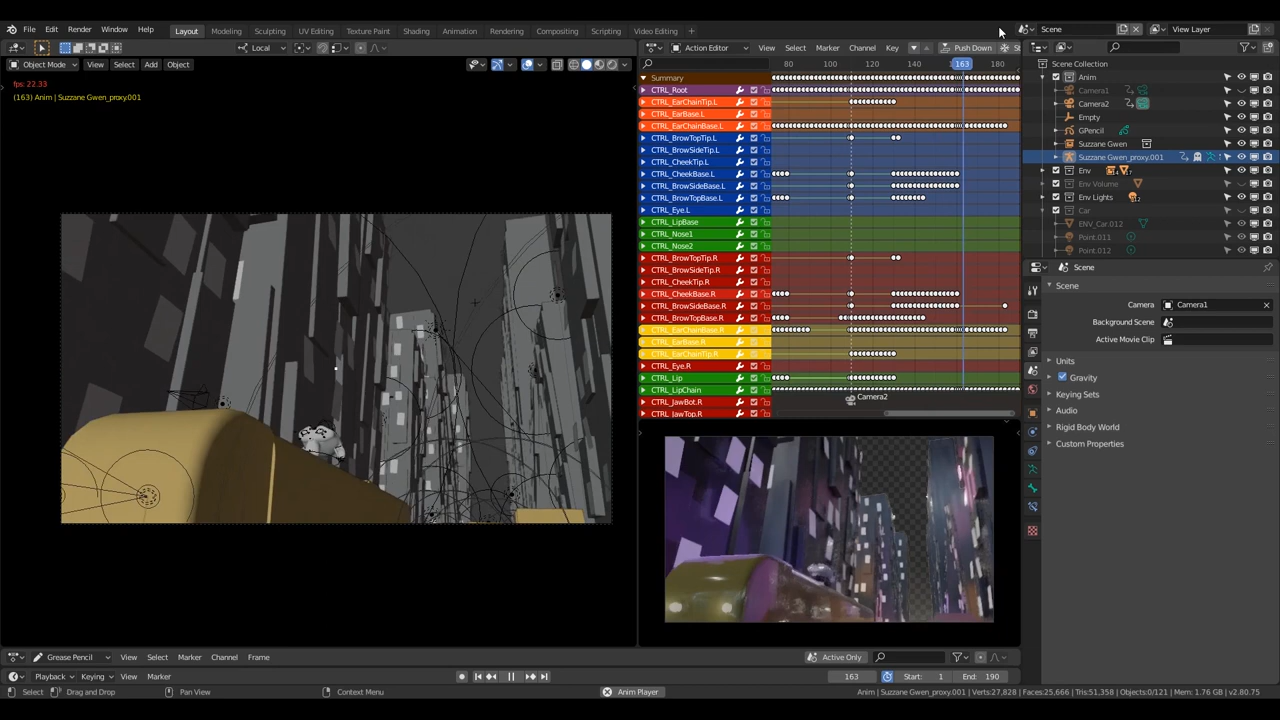 File Edit Render Window Help Layout Modeling Sculpting UV Editing Texture Paint Shading Animation Rendering Compositing Scripting Video Editing + Scene View Layer
Local Action Editor View Select Marker Channel Key Push Down
Object Mode View Select Add Object
80 100 120 140 163 180
fps: 22.33
(163) Anim | Suzzane Gwen_proxy.001
Summary
CTRL_Root
CTRL_EarChainTip.L
CTRL_EarBase.L
CTRL_EarChainBase.L
CTRL_BrowTopTip.L
CTRL_BrowSideTip.L
CTRL_CheekTip.L
CTRL_CheekBase.L
CTRL_BrowSideBase.L
CTRL_BrowTopBase.L
CTRL_Eye.L
CTRL_LipBase
CTRL_Nose1
CTRL_Nose2
CTRL_BrowTopTip.R
CTRL_BrowSideTip.R
CTRL_CheekTip.R
CTRL_CheekBase.R
CTRL_BrowSideBase.R
CTRL_BrowTopBase.R
CTRL_EarChainBase.R
CTRL_EarBase.R
CTRL_EarChainTip.R
CTRL_Eye.R
CTRL_Lip
CTRL_LipChain
CTRL_JawBot.R
CTRL_JawTop.R
Camera2
Scene Collection
Anim
Camera1
Camera2
Empty
GPencil
Suzzane Gwen
Suzzane Gwen_proxy.001
Env
Env Volume
Env Lights
Car
ENV_Car.012
Point.011
Point.012
Scene
Scene
Camera Camera1
Background Scene
Active Movie Clip
Units
Gravity
Keying Sets
Audio
Rigid Body World
Custom Properties
Grease Pencil View Select Marker Channel Frame Active Only
Playback Keying View Marker 163 Start: 1 End: 190
Select Drag and Drop Pan View Context Menu Anim Player Anim | Suzzane Gwen_proxy.001 | Verts:27,828 | Faces:25,666 | Tris:51,358 | Objects:0/121 | Mem: 1.76 GB | v2.80.75